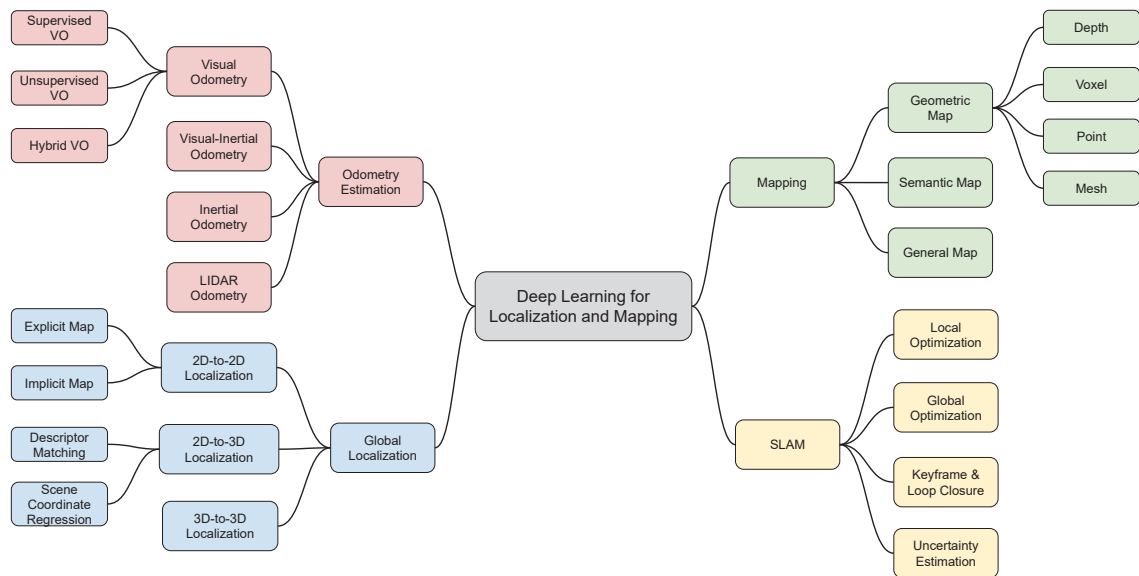 Supervised
VO
Unsupervised
VO
Hybrid VO
Visual
Odometry
Visual-Inertial
Odometry
Inertial
Odometry
LIDAR
Odometry
Odometry
Estimation
Explicit Map
Implicit Map
Descriptor
Matching
Scene
Coordinate
Regression
2D-to-2D
Localization
2D-to-3D
Localization
3D-to-3D
Localization
Global
Localization
Deep Learning for
Localization and Mapping
Mapping
Geometric
Map
Semantic Map
General Map
Depth
Voxel
Point
Mesh
SLAM
Local
Optimization
Global
Optimization
Keyframe &
Loop Closure
Uncertainty
Estimation